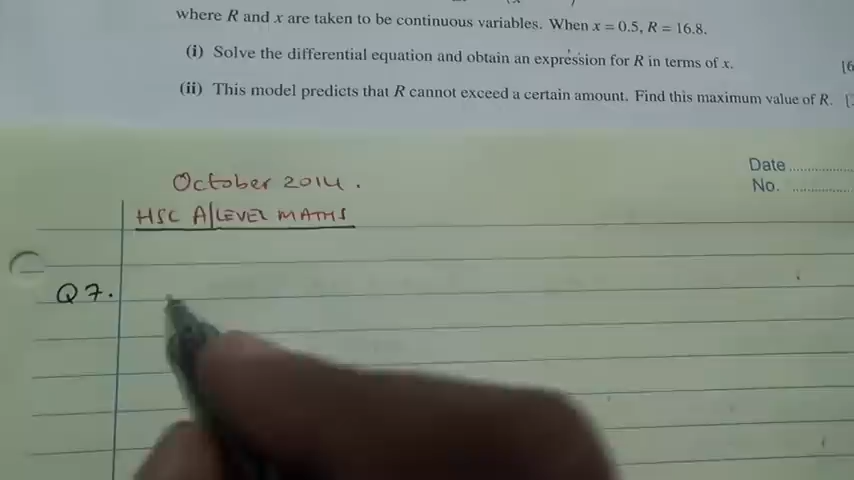 where R and x are taken to be continuous variables. When x = 0.5, R = 16.8.
(i) Solve the differential equation and obtain an expression for R in terms of x. [6
(ii) This model predicts that R cannot exceed a certain amount. Find this maximum value of R. [
Date ................
No. ................
October 2014.
HSC A/LEVEL MATHS
Q7.